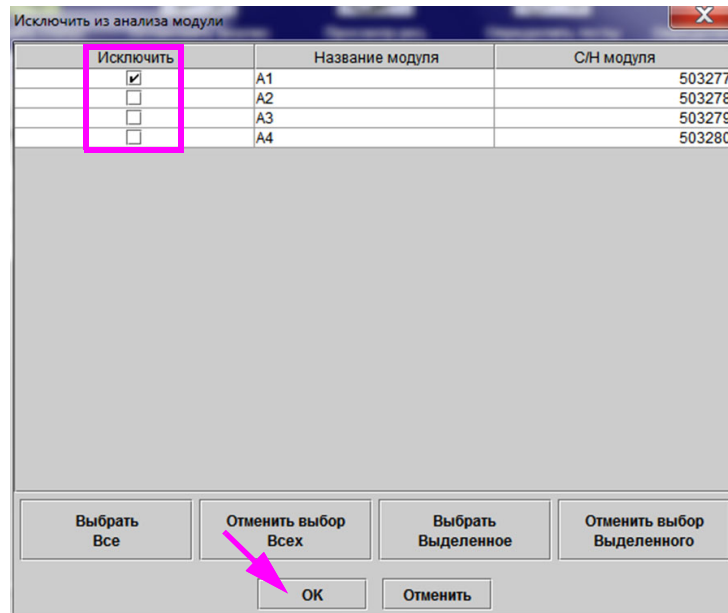 Исключить из анализа модули
Исключить Название модуля С/Н модуля
A1 503277
A2 503278
A3 503279
A4 503280
Выбрать Все
Отменить выбор Всех
Выбрать Выделенное
Отменить выбор Выделенного
OK Отменить